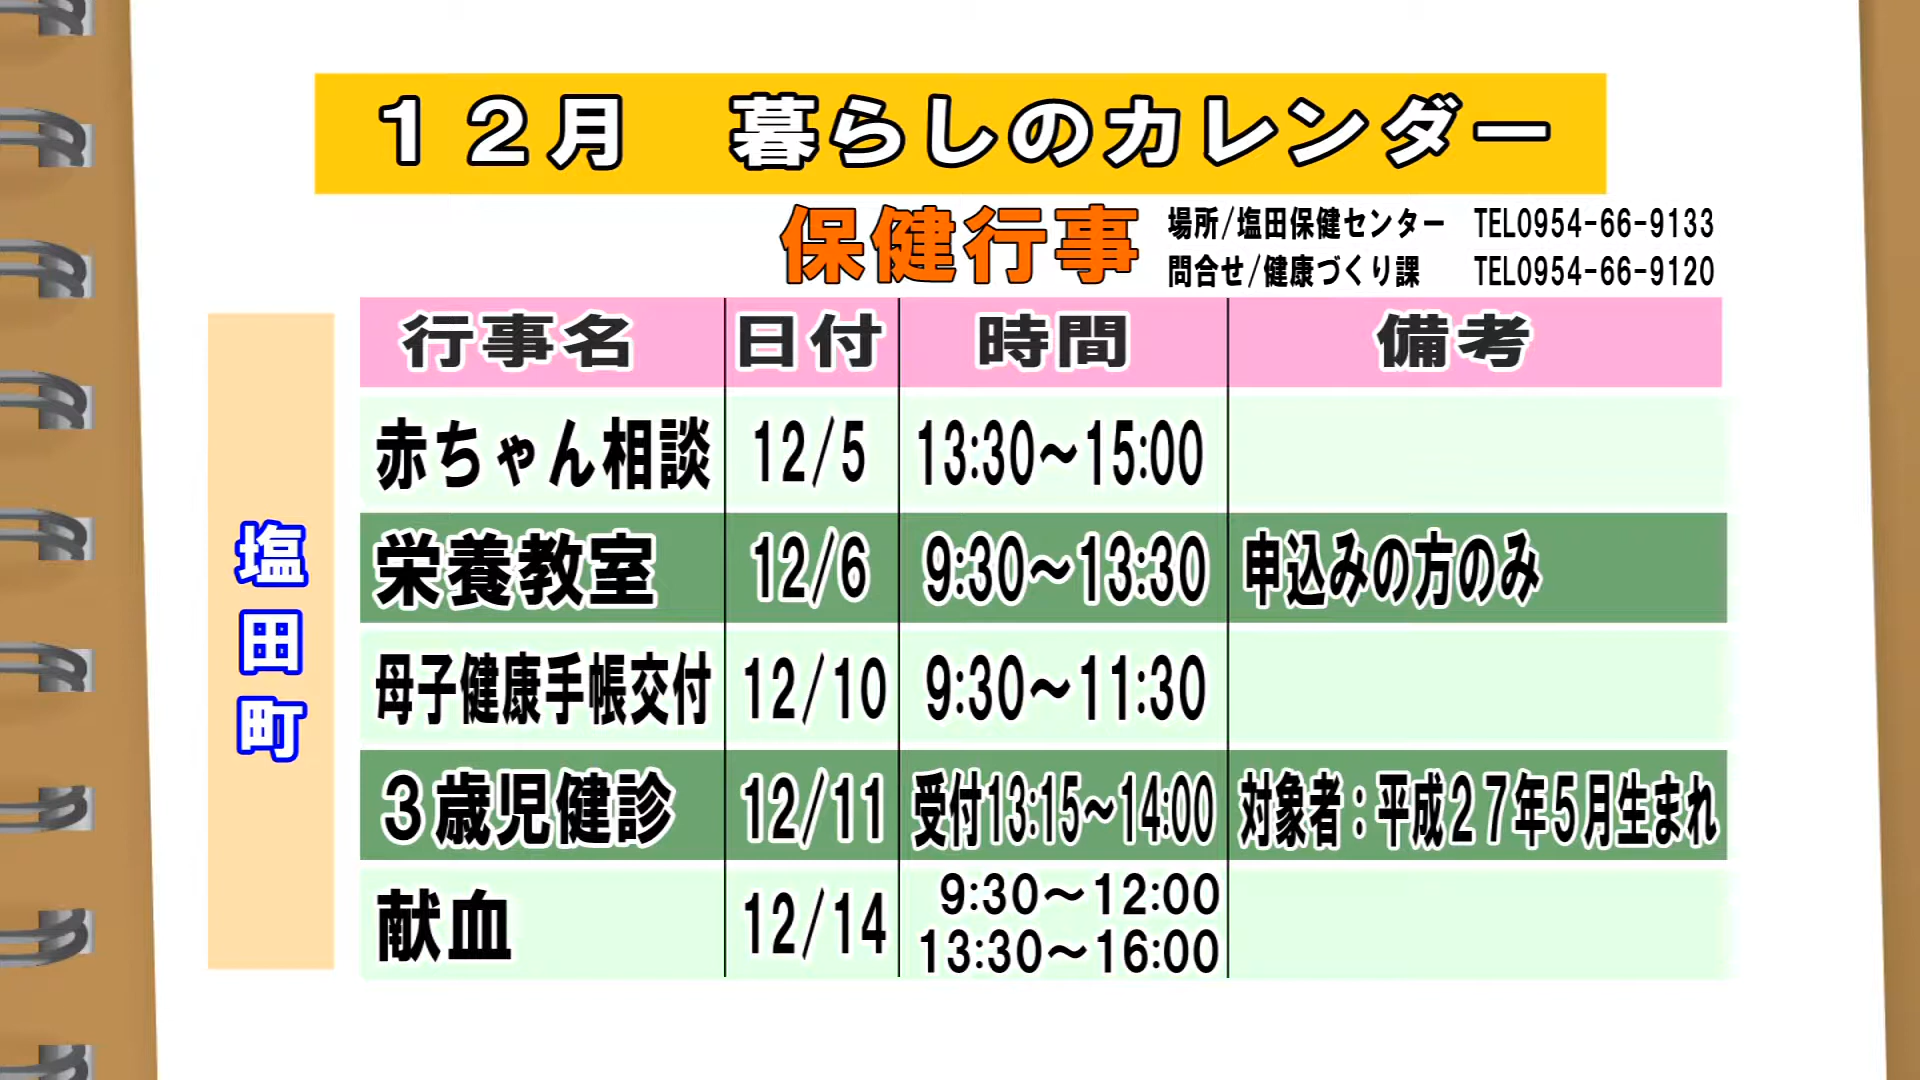 １２月　暮らしのカレンダー
保健行事
場所/塩田保健センター　TEL0954-66-9133
問合せ/健康づくり課　TEL0954-66-9120
塩田町
行事名　日付　時間　備考
赤ちゃん相談　12/5　13:30〜15:00
栄養教室　12/6　9:30〜13:30　申込みの方のみ
母子健康手帳交付　12/10　9:30〜11:30
３歳児健診　12/11　受付13:15〜14:00　対象者：平成２７年５月生まれ
献血　12/14　9:30〜12:00
13:30〜16:00